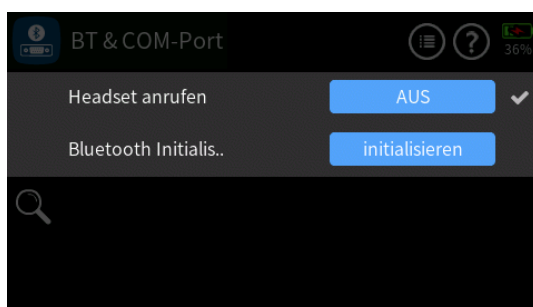 BT & COM-Port
?
36%
Headset anrufen AUS
Bluetooth Initialis.. initialisieren